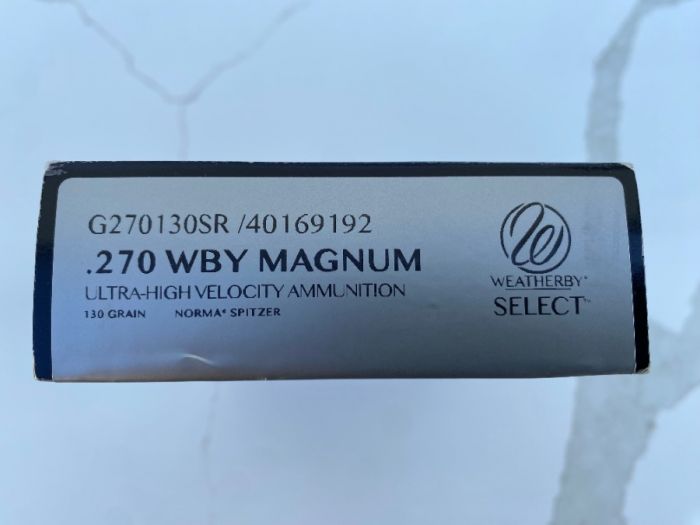 G270130SR /40169192
.270 WBY MAGNUM
ULTRA-HIGH VELOCITY AMMUNITION
130 GRAIN NORMA® SPITZER
W
WEATHERBY®
SELECT™